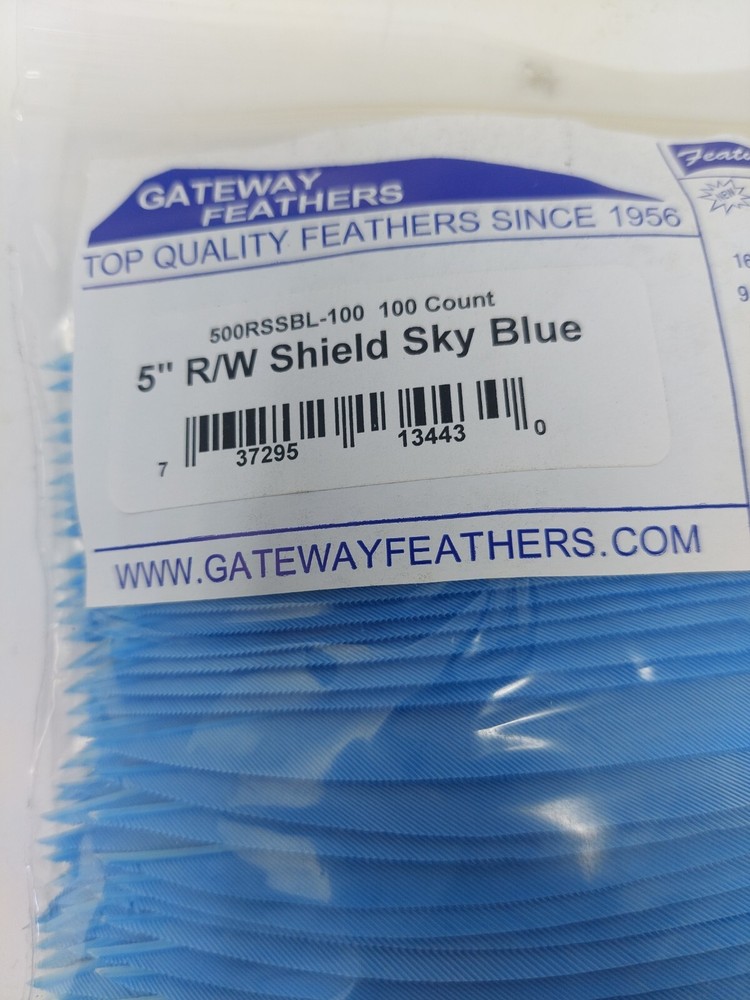 GATEWAY
FEATHERS
TOP QUALITY FEATHERS SINCE 1956
500RSSBL-100 100 Count
5" R/W Shield Sky Blue
7 37295 13443 0
WWW.GATEWAYFEATHERS.COM
NEW